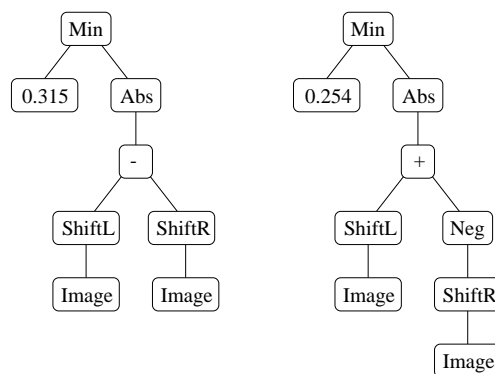 Min
Min
0.315
Abs
0.254
Abs
-
+
ShiftL
ShiftR
ShiftL
Neg
Image
Image
Image
ShiftR
Image